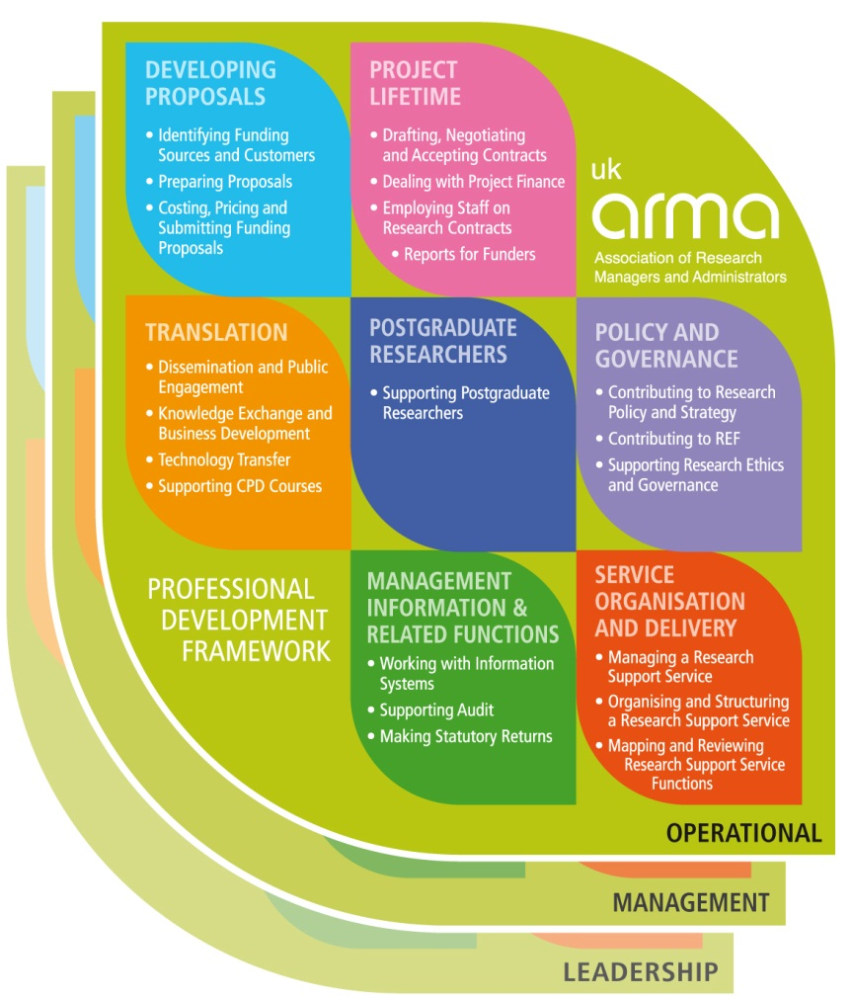 DEVELOPING
PROPOSALS
• Identifying Funding
Sources and Customers
• Preparing Proposals
• Costing, Pricing and
Submitting Funding
Proposals
PROJECT
LIFETIME
• Drafting, Negotiating
and Accepting Contracts
• Dealing with Project Finance
• Employing Staff on
Research Contracts
• Reports for Funders
uk
arma
Association of Research
Managers and Administrators
TRANSLATION
• Dissemination and Public
Engagement
• Knowledge Exchange and
Business Development
• Technology Transfer
• Supporting CPD Courses
POSTGRADUATE
RESEARCHERS
• Supporting Postgraduate
Researchers
POLICY AND
GOVERNANCE
• Contributing to Research
Policy and Strategy
• Contributing to REF
• Supporting Research Ethics
and Governance
PROFESSIONAL
DEVELOPMENT
FRAMEWORK
MANAGEMENT
INFORMATION &
RELATED FUNCTIONS
• Working with Information
Systems
• Supporting Audit
• Making Statutory Returns
SERVICE
ORGANISATION
AND DELIVERY
• Managing a Research
Support Service
• Organising and Structuring
a Research Support Service
• Mapping and Reviewing
Research Support Service
Functions
OPERATIONAL
MANAGEMENT
LEADERSHIP